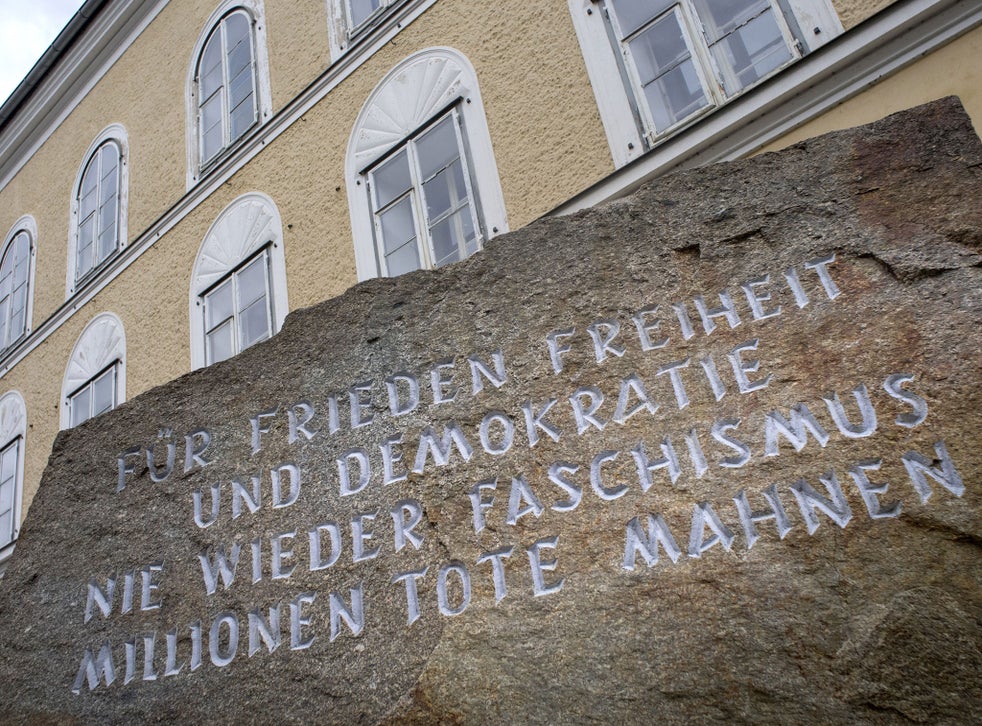 FÜR FRIEDEN FREIHEIT
UND DEMOKRATIE
NIE WIEDER FASCHISMUS
MILLIONEN TOTE MAHNEN